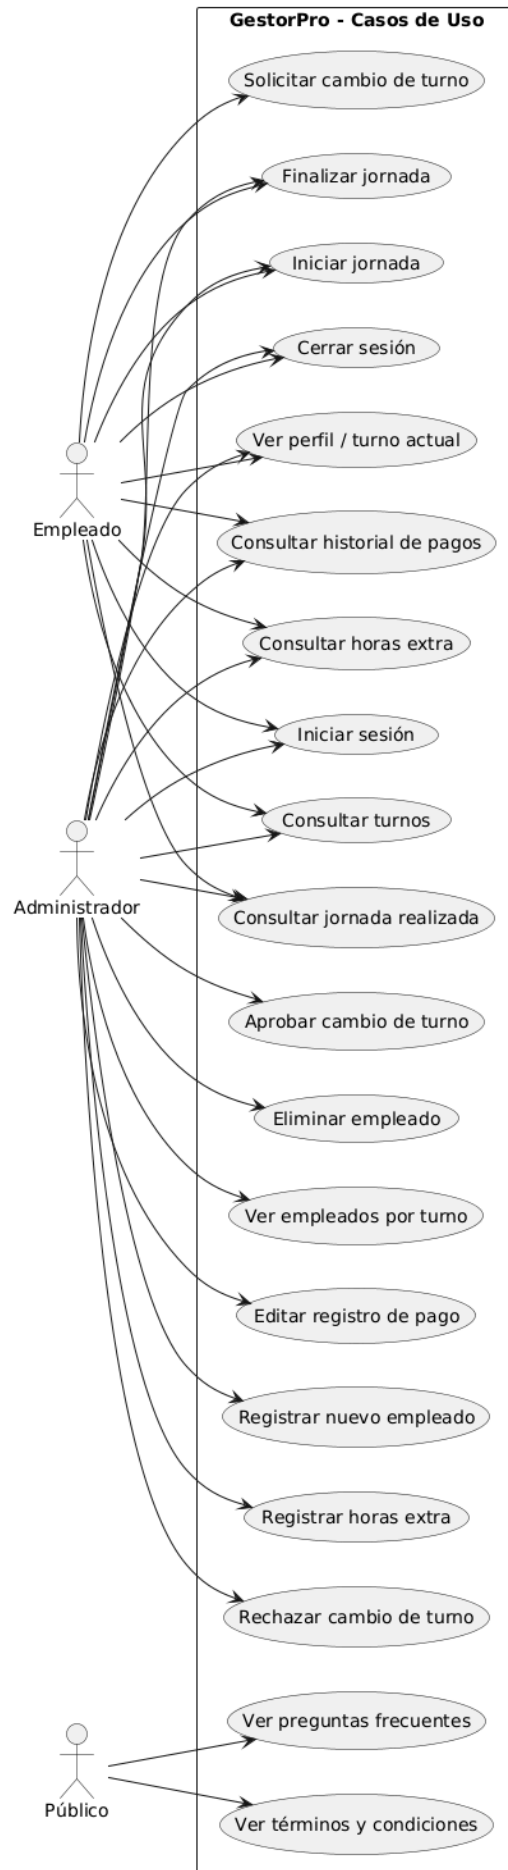 GestorPro - Casos de Uso
Solicitar cambio de turno
Finalizar jornada
Iniciar jornada
Cerrar sesión
Ver perfil / turno actual
Empleado
Consultar historial de pagos
Consultar horas extra
Iniciar sesión
Consultar turnos
Administrador
Consultar jornada realizada
Aprobar cambio de turno
Eliminar empleado
Ver empleados por turno
Editar registro de pago
Registrar nuevo empleado
Registrar horas extra
Rechazar cambio de turno
Ver preguntas frecuentes
Público
Ver términos y condiciones